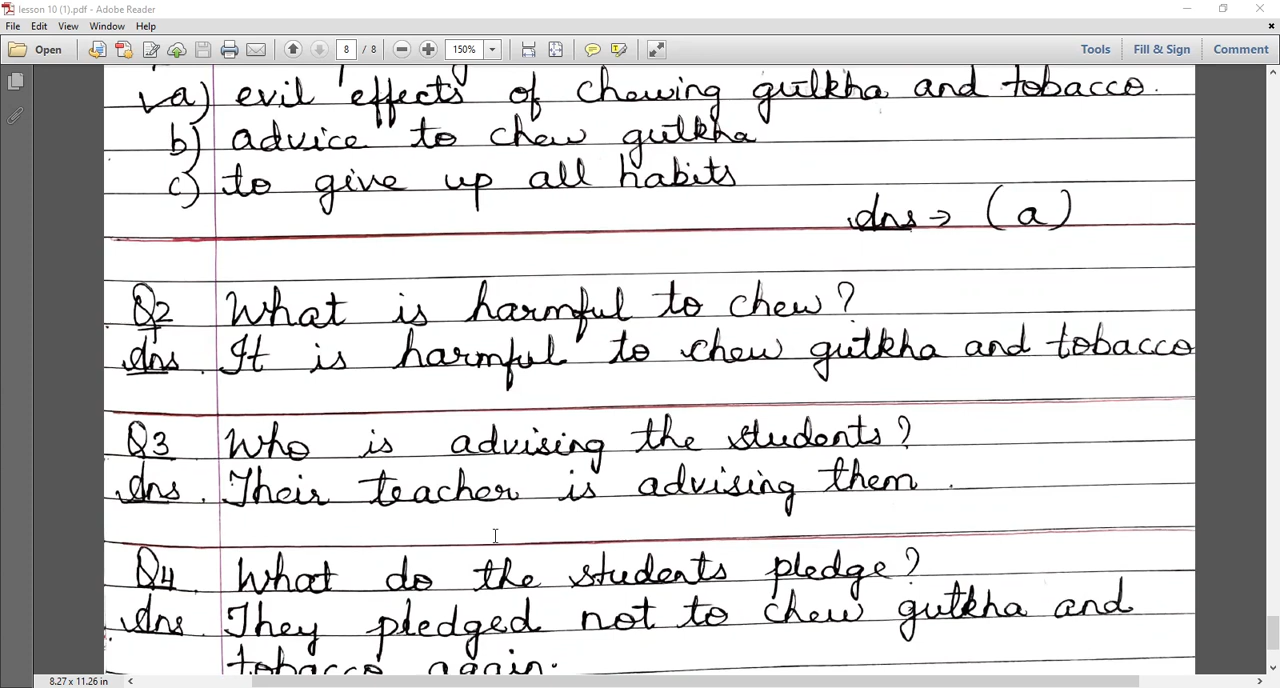 lesson 10 (1).pdf - Adobe Reader
File Edit View Window Help
Open 8 / 8 150% Tools Fill & Sign Comment
a) evil effects of chewing gutkha and tobacco.
b) advice to chew gutkha
c) to give up all habits
Ans → (a)
Q2 What is harmful to chew?
Ans. It is harmful to chew gutkha and tobacco
Q3 Who is advising the students?
Ans. Their teacher is advising them.
Q4 What do the students pledge?
Ans. They pledged not to chew gutkha and
tobacco again.
8.27 x 11.26 in